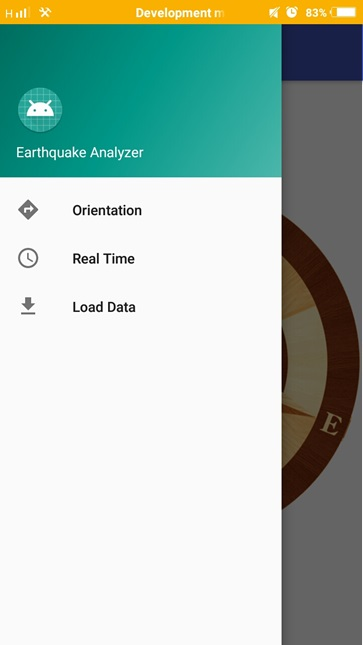 H
Development m
83%
Earthquake Analyzer
Orientation
Real Time
Load Data
E